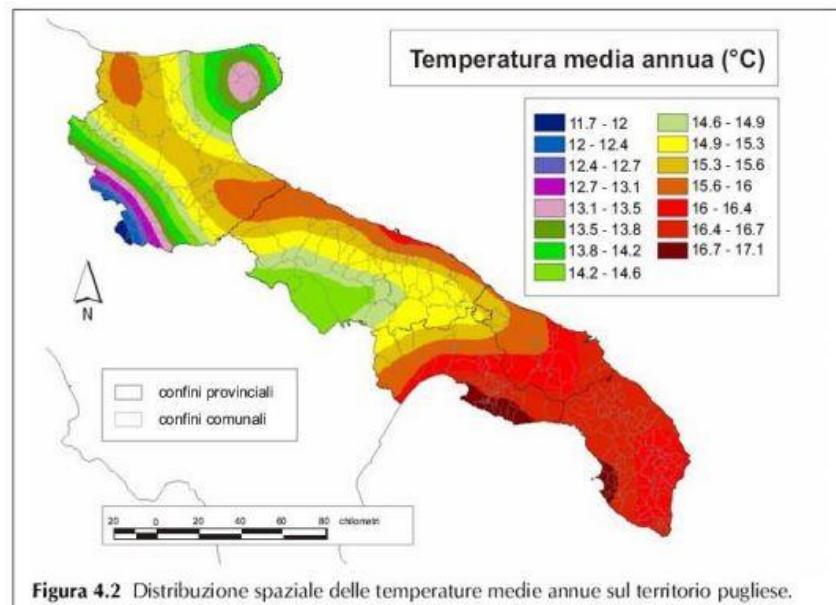 Temperatura media annua (°C)
11.7 - 12
12 - 12.4
12.4 - 12.7
12.7 - 13.1
13.1 - 13.5
13.5 - 13.8
13.8 - 14.2
14.2 - 14.6
14.6 - 14.9
14.9 - 15.3
15.3 - 15.6
15.6 - 16
16 - 16.4
16.4 - 16.7
16.7 - 17.1
N
confini provinciali
confini comunali
20 0 20 40 60 80 chilometri
Figura 4.2 Distribuzione spaziale delle temperature medie annue sul territorio pugliese.